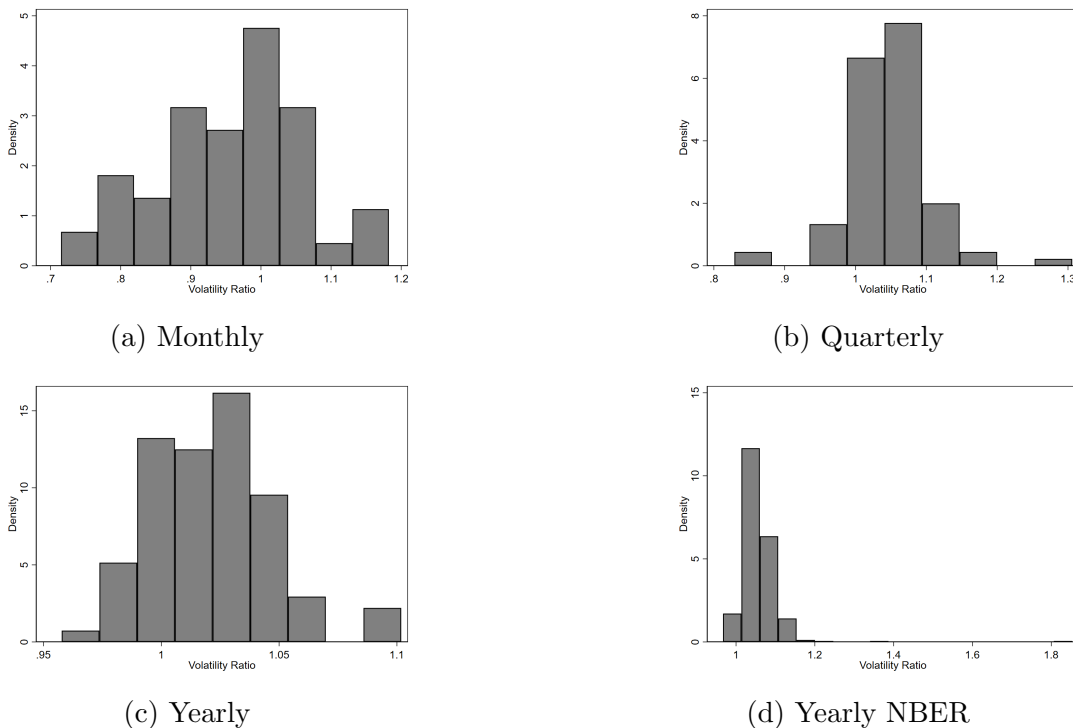 5
4
3
2
1
0
Density
.7 .8 .9 1 1.1 1.2
Volatility Ratio
(a) Monthly
8
6
4
2
0
Density
.8 .9 1 1.1 1.2 1.3
Volatility Ratio
(b) Quarterly
15
10
5
0
Density
.95 1 1.05 1.1
Volatility Ratio
(c) Yearly
15
10
5
0
Density
1 1.2 1.4 1.6 1.8
Volatility Ratio
(d) Yearly NBER